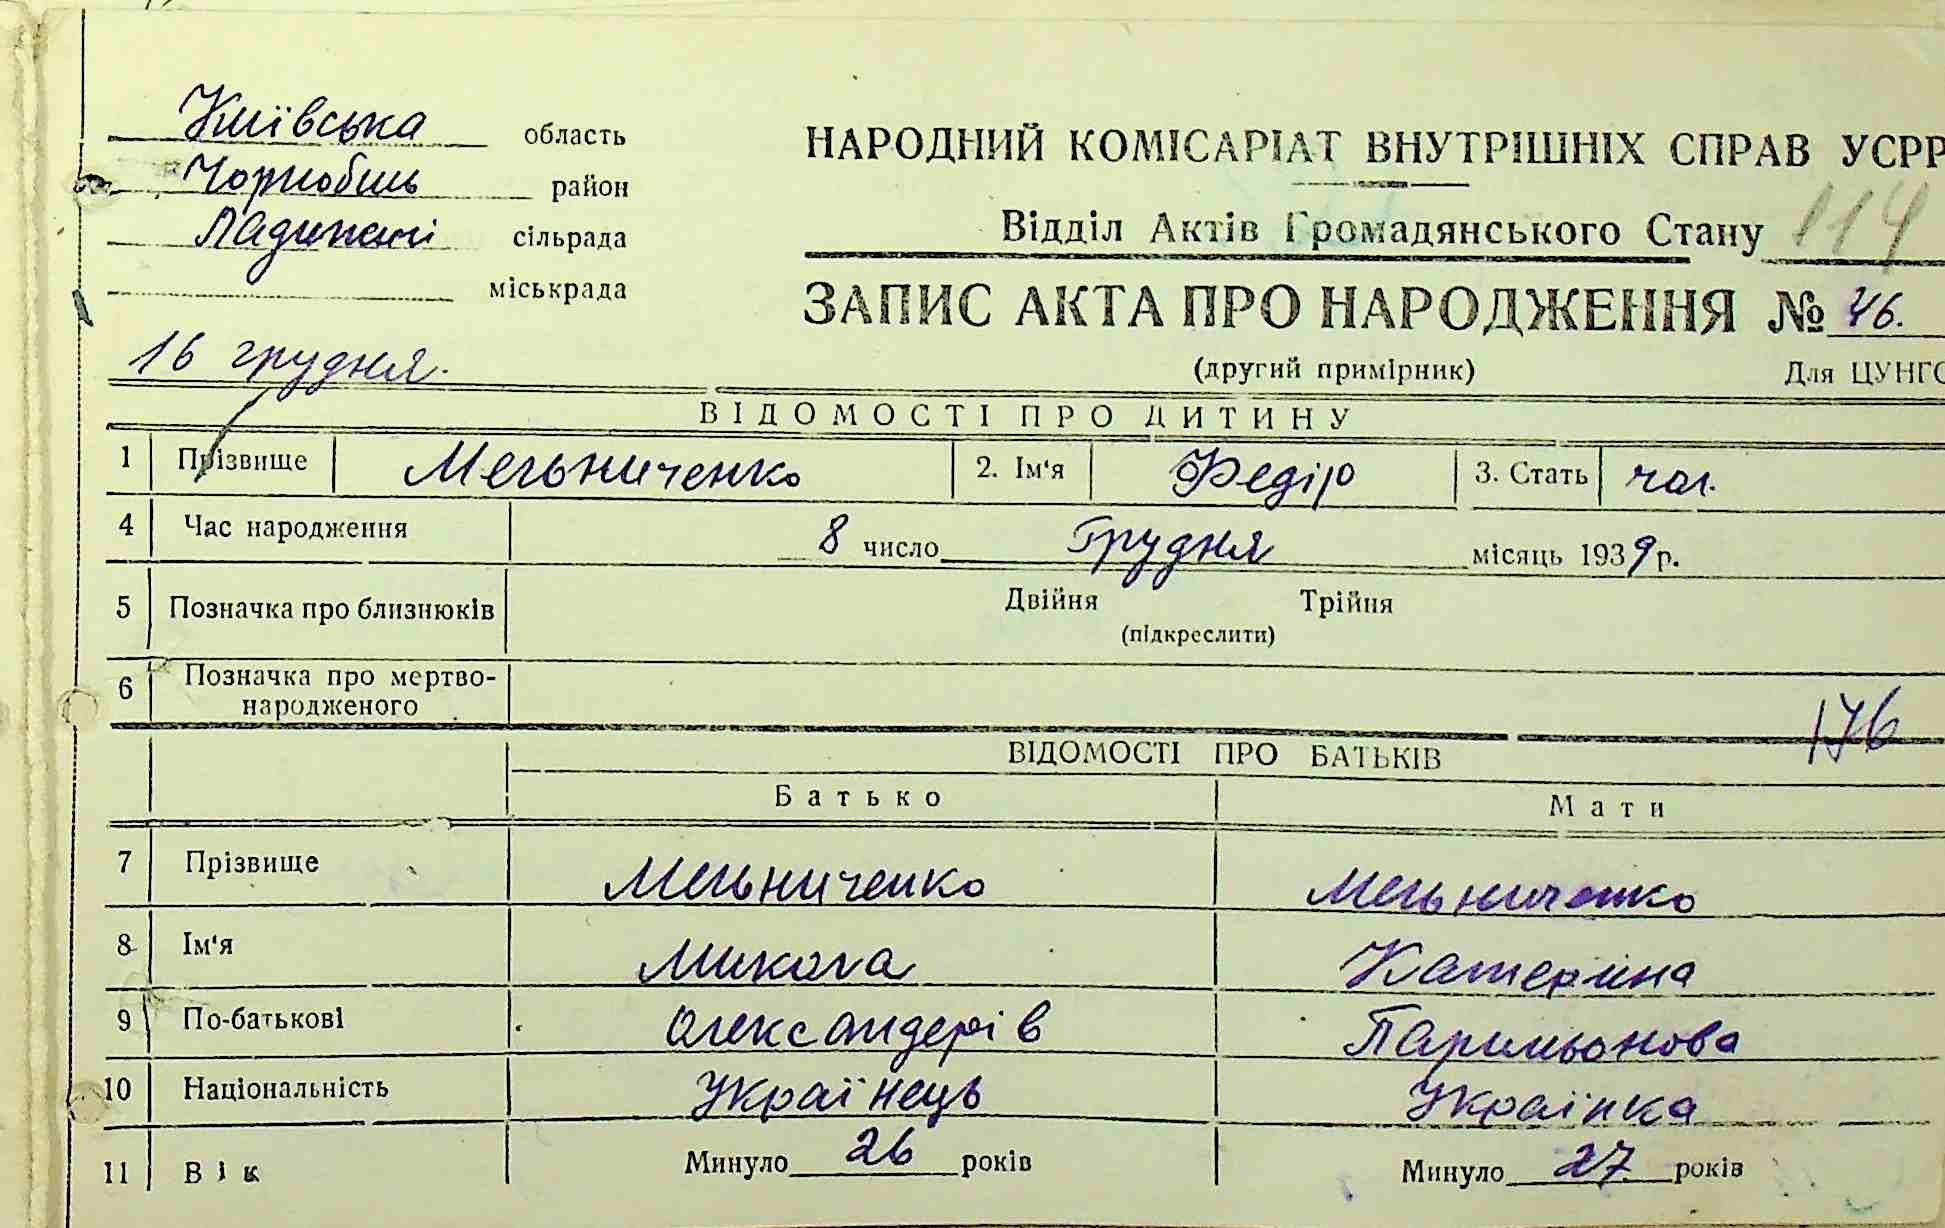 Київська область
Чорнобиль район
Ладижичі сільрада
міськрада
16 грудня.
НАРОДНИЙ КОМІСАРІАТ ВНУТРІШНІХ СПРАВ УСРР
Відділ Актів Громадянського Стану 114
ЗАПИС АКТА ПРО НАРОДЖЕННЯ № 46.
(другий примірник) Для ЦУНГО
ВІДОМОСТІ ПРО ДИТИНУ
1 Прізвище Мельниченко 2. Ім'я Федір 3. Стать чол.
4 Час народження 8 число Грудня місяць 1939 р.
5 Позначка про близнюків Двійня Трійня
(підкреслити)
6 Позначка про мертво-
народженого
176
ВІДОМОСТІ ПРО БАТЬКІВ
Батько Мати
7 Прізвище Мельниченко Мельниченко
8 Ім'я Микола Катерина
9 По-батькові Олександерів
10 Національність Українець Українка
11 Вік Минуло 26 років Минуло 27 років